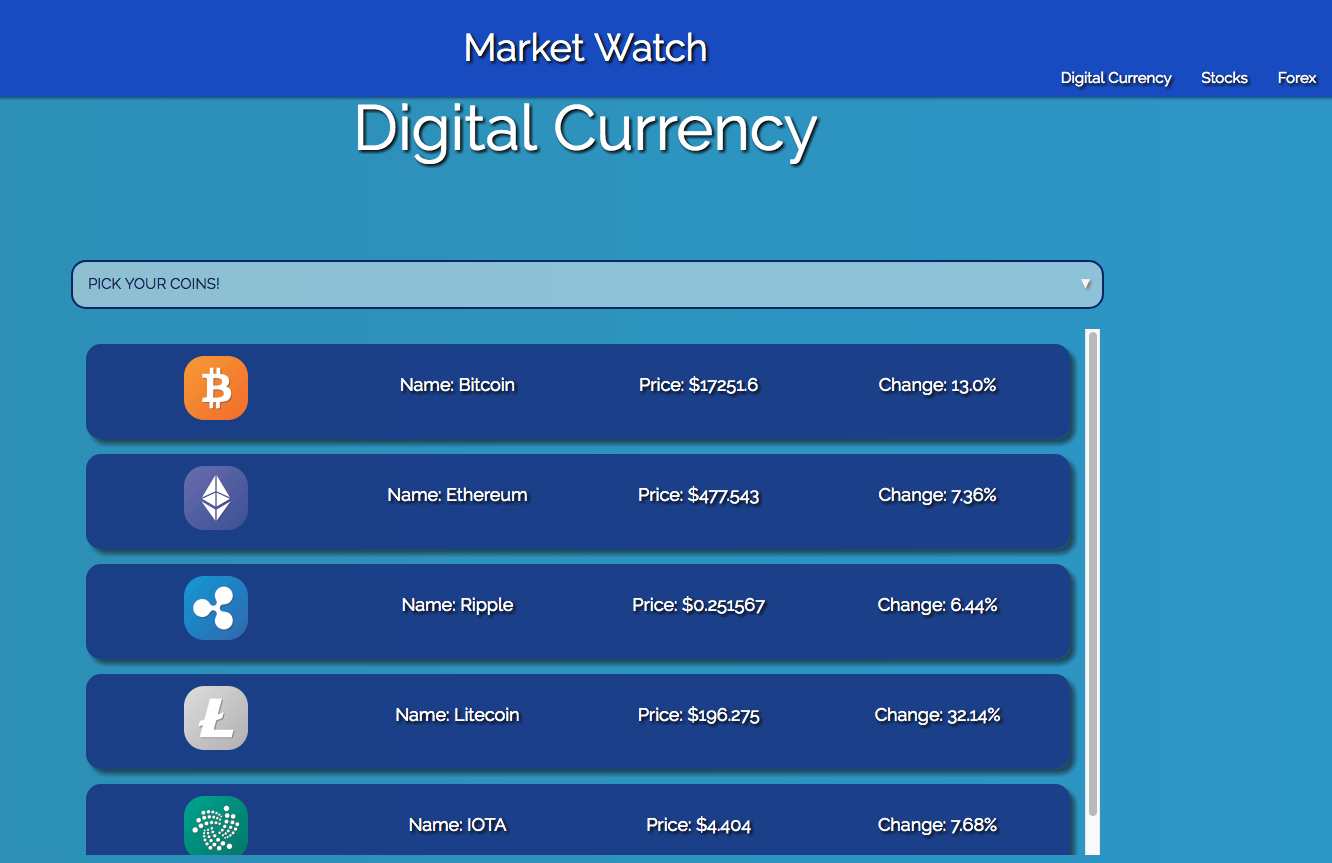 Market Watch
Digital Currency Stocks Forex
Digital Currency
PICK YOUR COINS! ▼
Name: Bitcoin Price: $17251.6 Change: 13.0%
Name: Ethereum Price: $477.543 Change: 7.36%
Name: Ripple Price: $0.251567 Change: 6.44%
Name: Litecoin Price: $196.275 Change: 32.14%
Name: IOTA Price: $4.404 Change: 7.68%